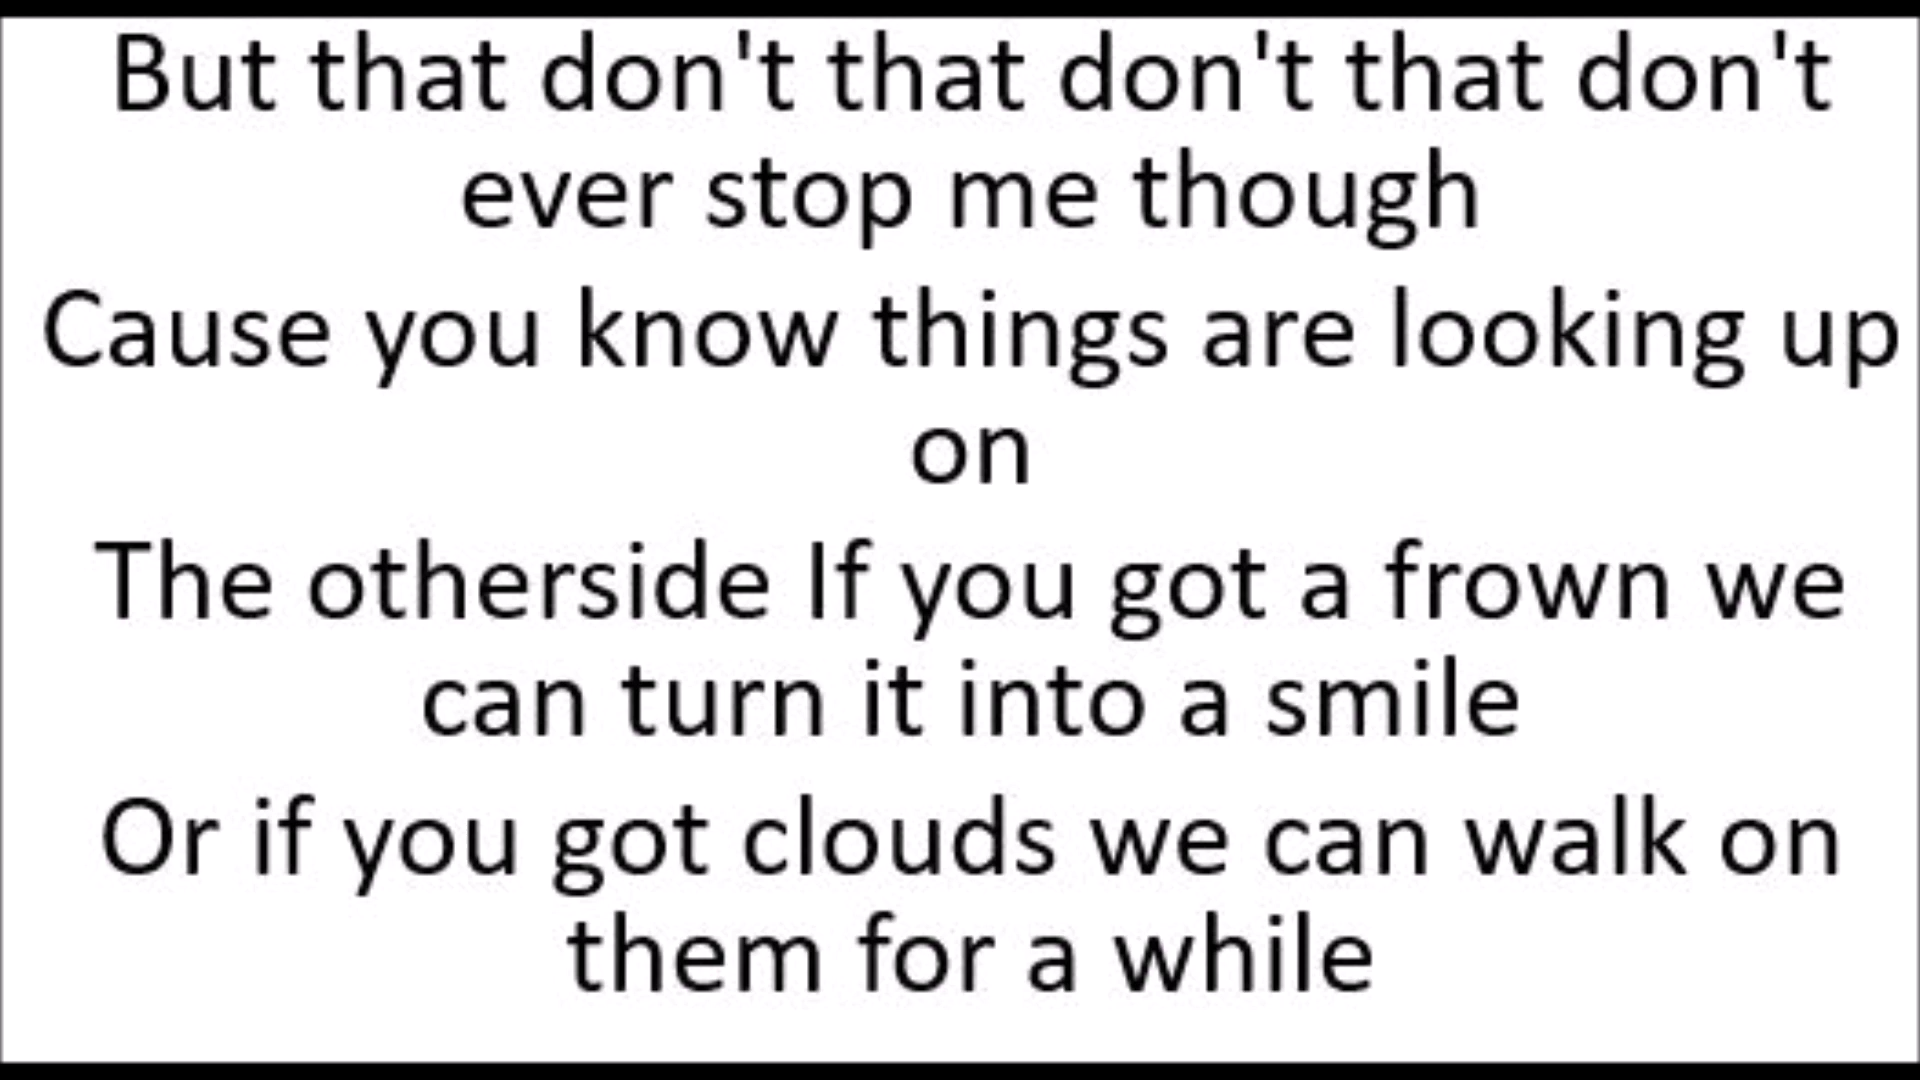 But that don't that don't that don't
ever stop me though
Cause you know things are looking up
on
The otherside If you got a frown we
can turn it into a smile
Or if you got clouds we can walk on
them for a while